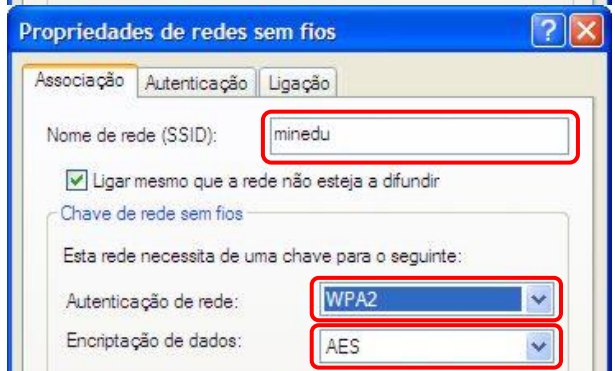 Propriedades de redes sem fios
Associação Autenticação Ligação
Nome de rede (SSID): minedu
Ligar mesmo que a rede não esteja a difundir
Chave de rede sem fios
Esta rede necessita de uma chave para o seguinte:
Autenticação de rede: WPA2
Encriptação de dados: AES